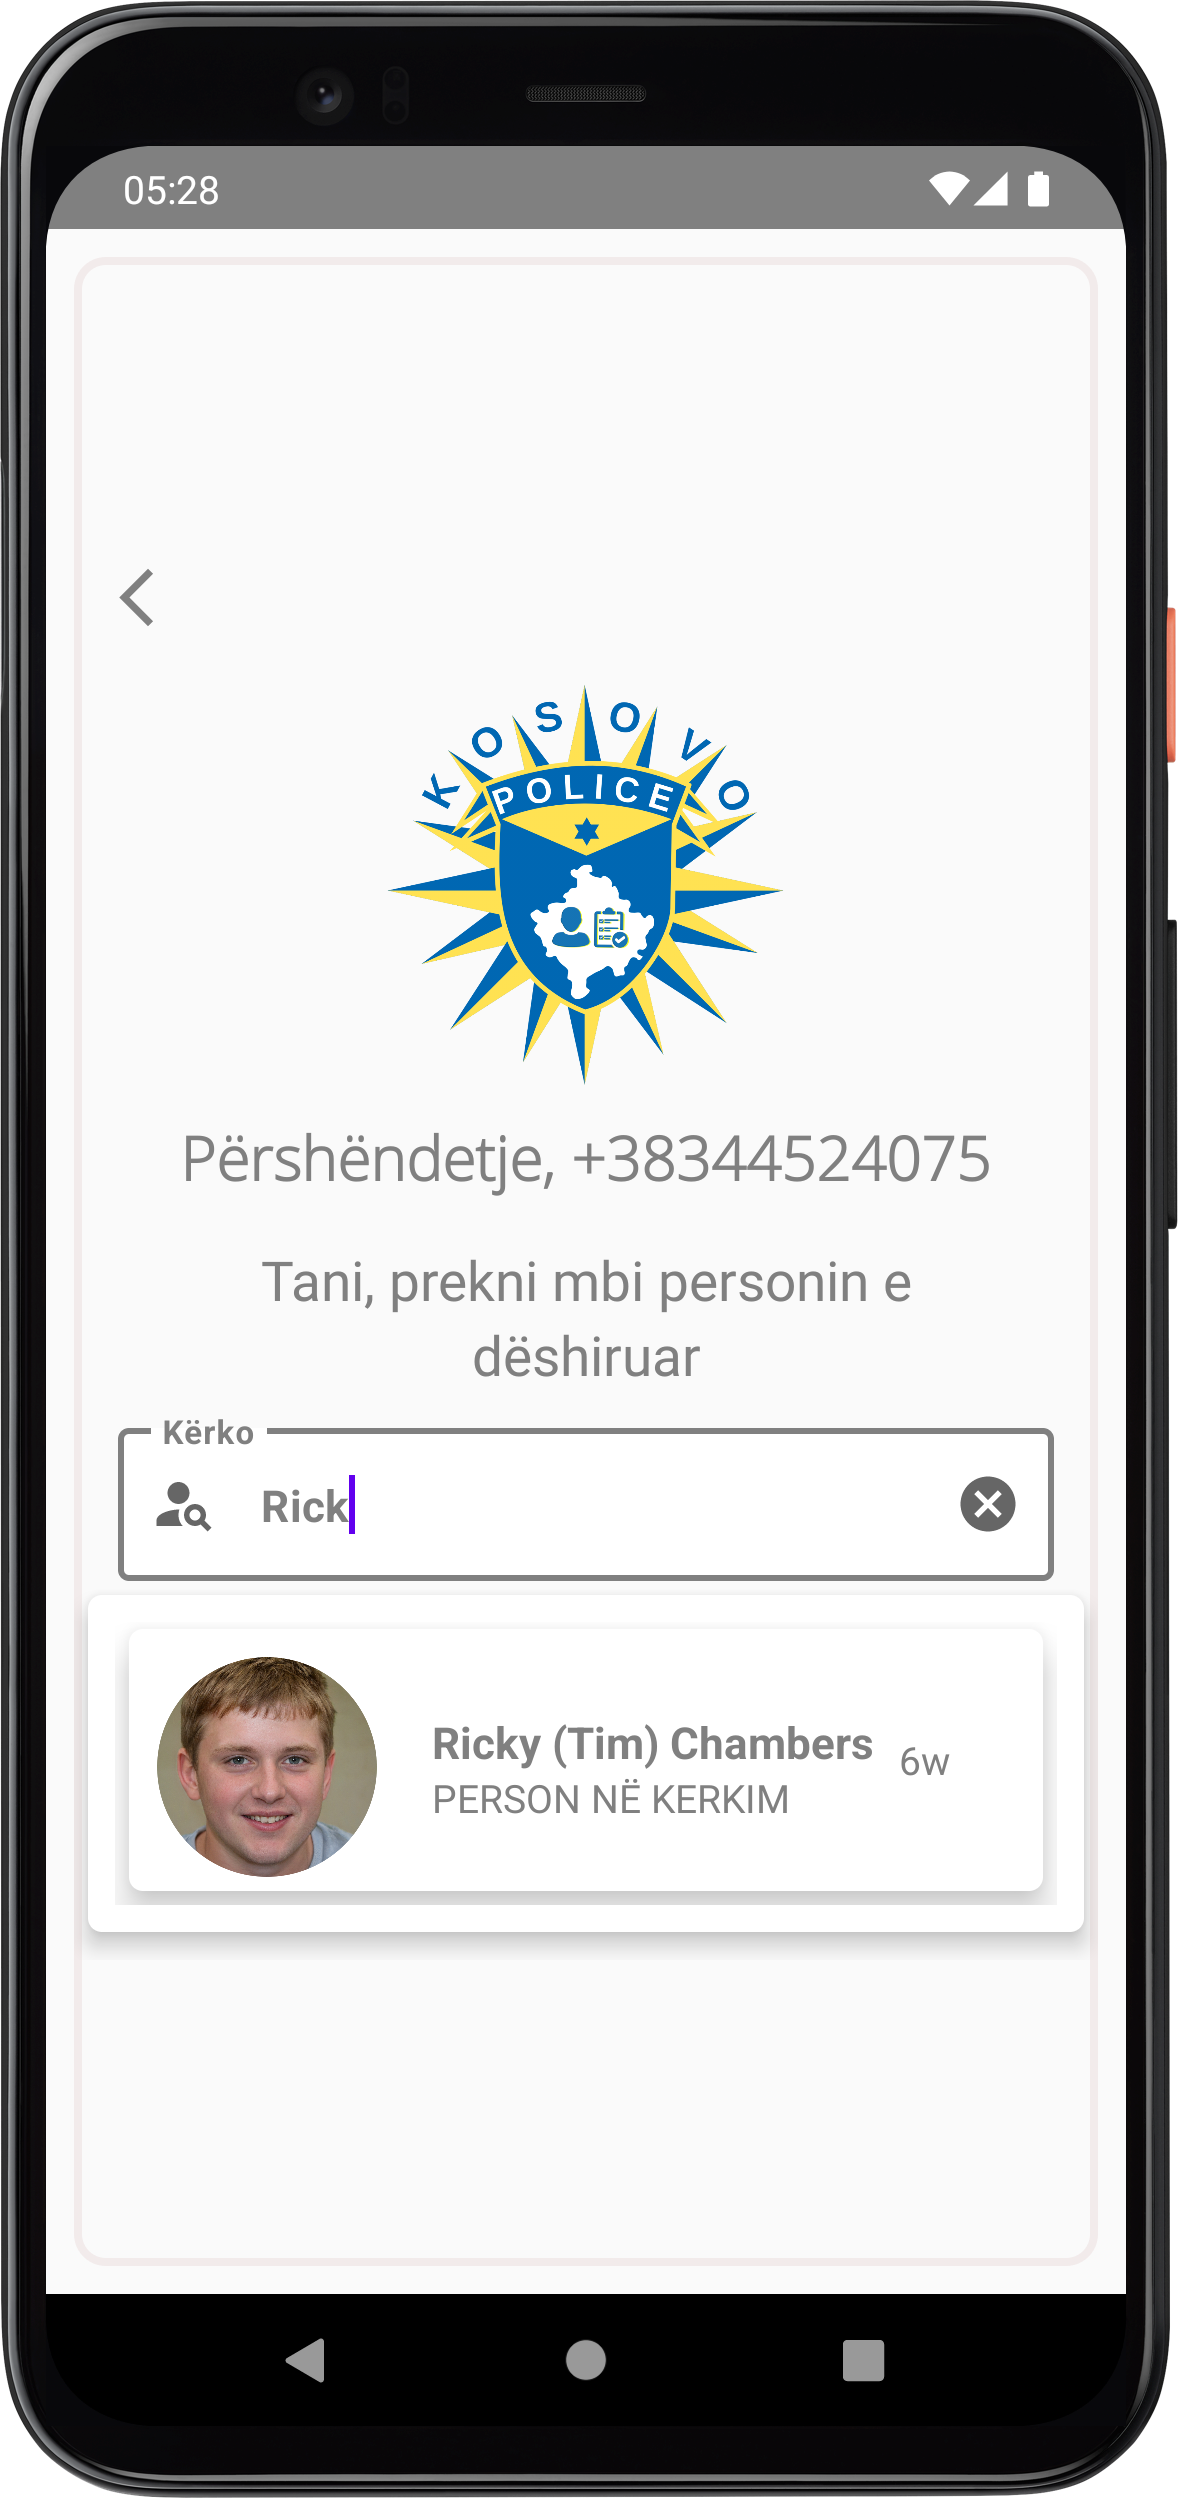 05:28
KOSOVO
POLICE
Përshëndetje, +38344524075
Tani, prekni mbi personin e
dëshiruar
Kërko
Rick
Ricky (Tim) Chambers
6w
PERSON NË KERKIM